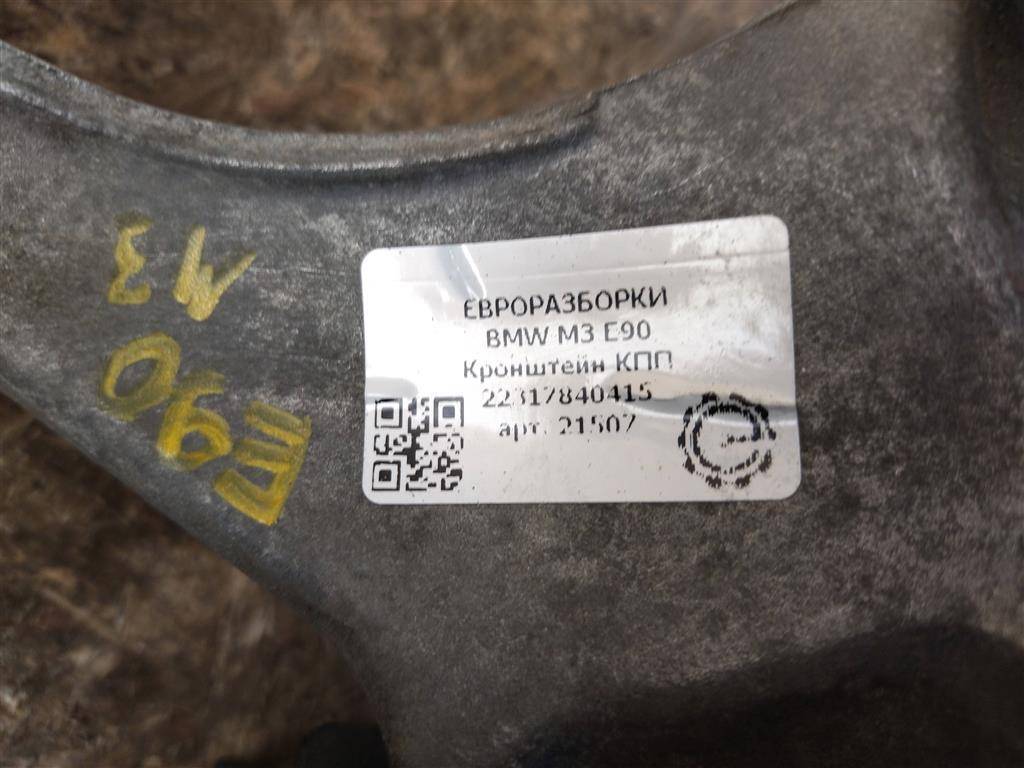 ЕВРОРАЗБОРКИ
BMW M3 E90
Кронштейн КПП
22317840415
арт. 21507
E90
M3